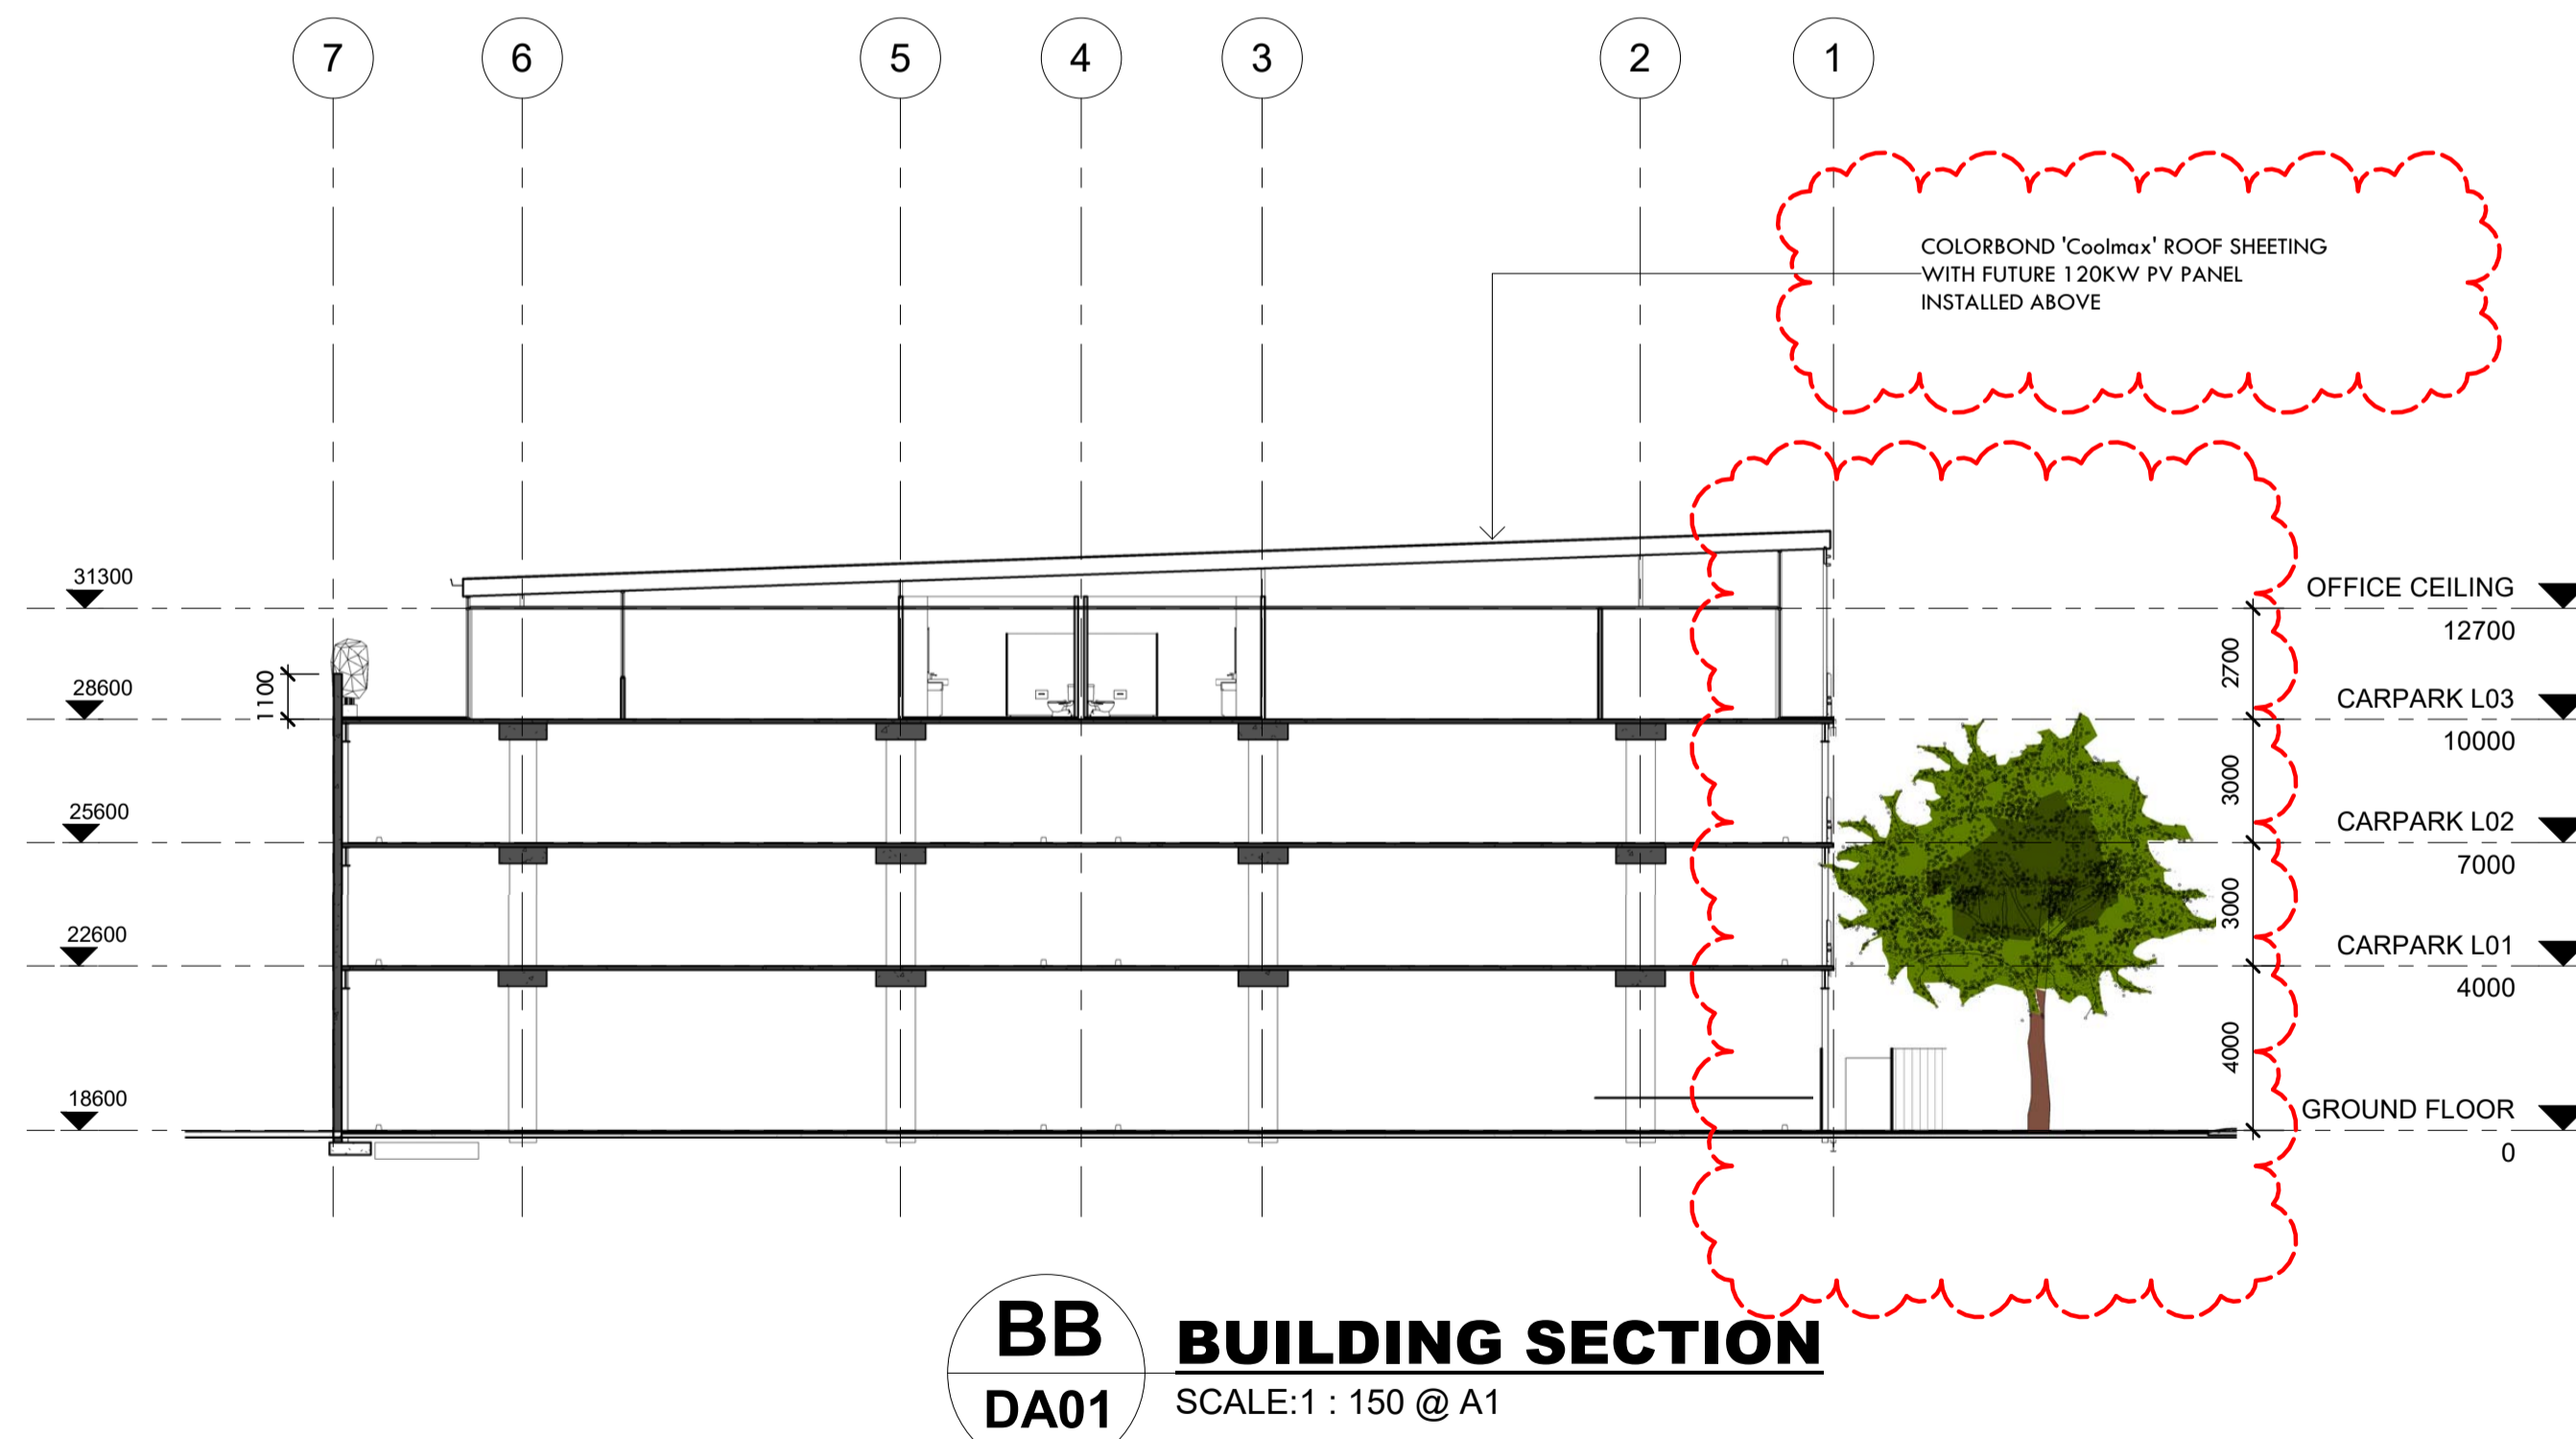 7 6 5 4 3 2 1
COLORBOND 'Coolmax' ROOF SHEETING
WITH FUTURE 120KW PV PANEL
INSTALLED ABOVE
31300
OFFICE CEILING
12700
2700
1100
28600
CARPARK L03
10000
3000
25600
CARPARK L02
7000
3000
22600
CARPARK L01
4000
4000
18600
GROUND FLOOR
0
BB
DA01
BUILDING SECTION
SCALE:1 : 150 @ A1